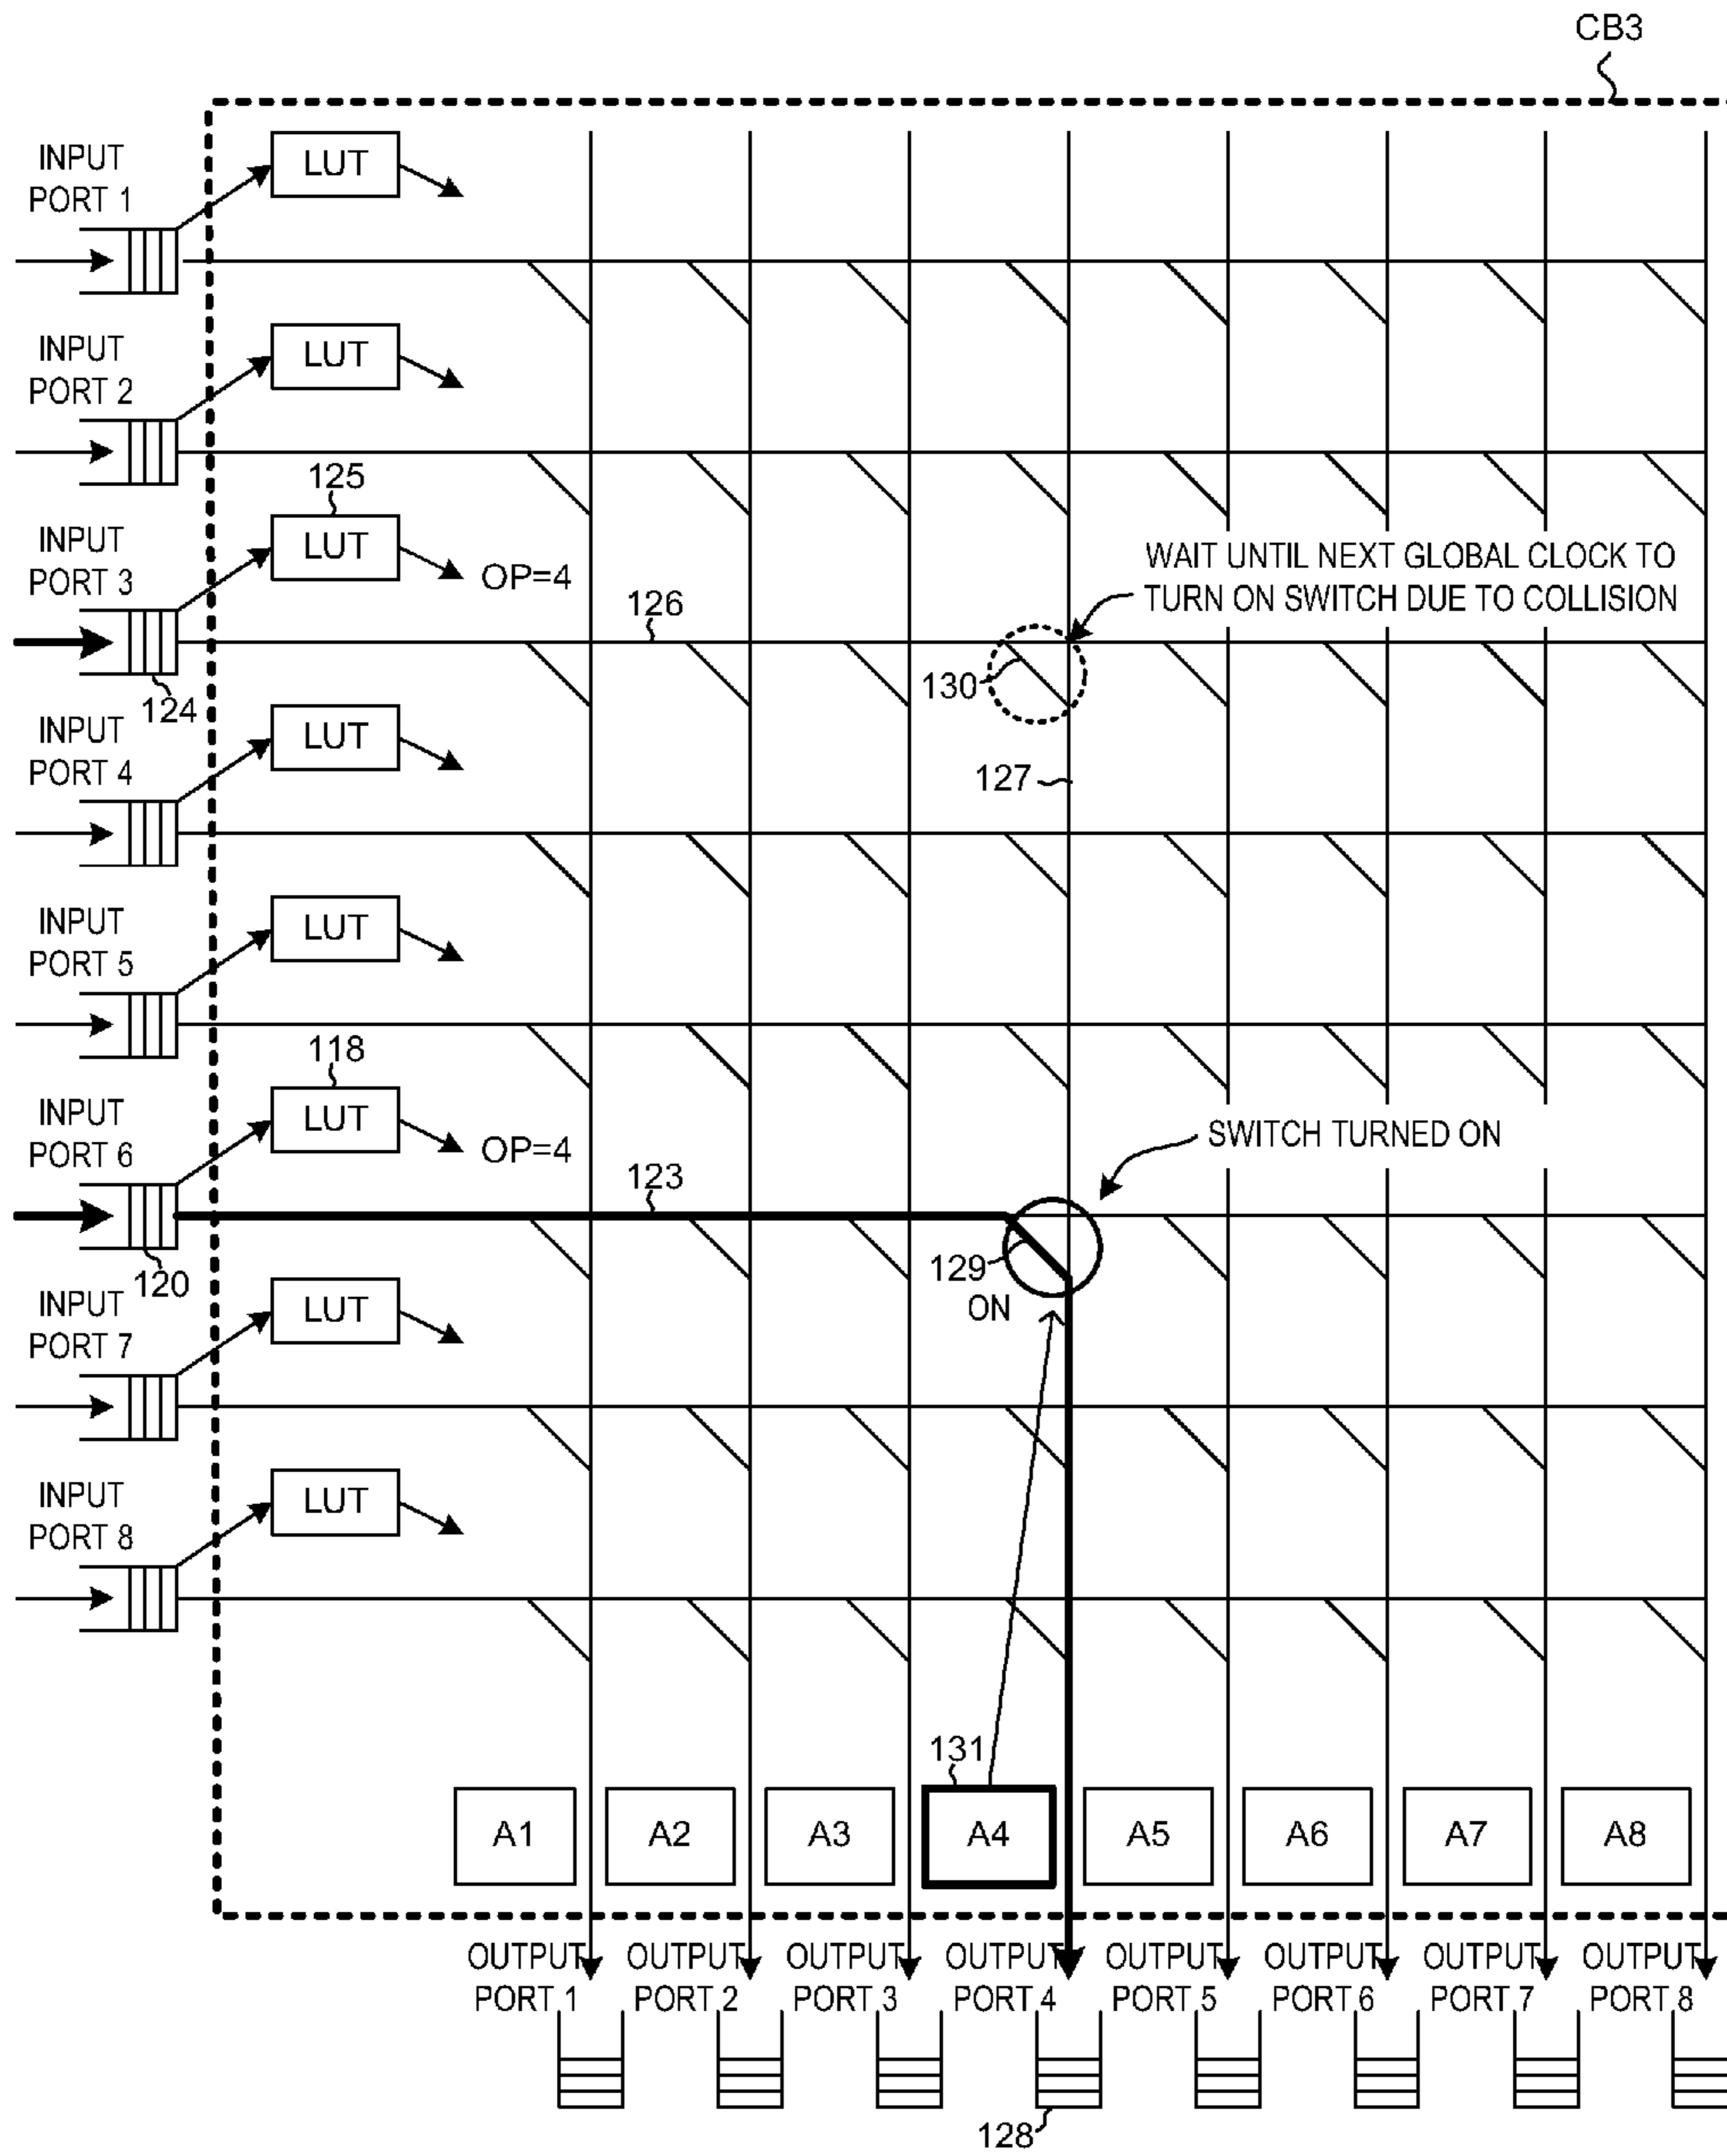 CB3
INPUT
PORT 1
LUT
INPUT
PORT 2
LUT
125
INPUT
PORT 3
LUT
OP=4
WAIT UNTIL NEXT GLOBAL CLOCK TO
TURN ON SWITCH DUE TO COLLISION
126
130
124
INPUT
PORT 4
LUT
127
INPUT
PORT 5
LUT
118
INPUT
PORT 6
LUT
OP=4
SWITCH TURNED ON
123
129
ON
120
INPUT
PORT 7
LUT
INPUT
PORT 8
LUT
131
A1 A2 A3 A4 A5 A6 A7 A8
OUTPUT OUTPUT OUTPUT OUTPUT OUTPUT OUTPUT OUTPUT OUTPUT
PORT 1 PORT 2 PORT 3 PORT 4 PORT 5 PORT 6 PORT 7 PORT 8
128